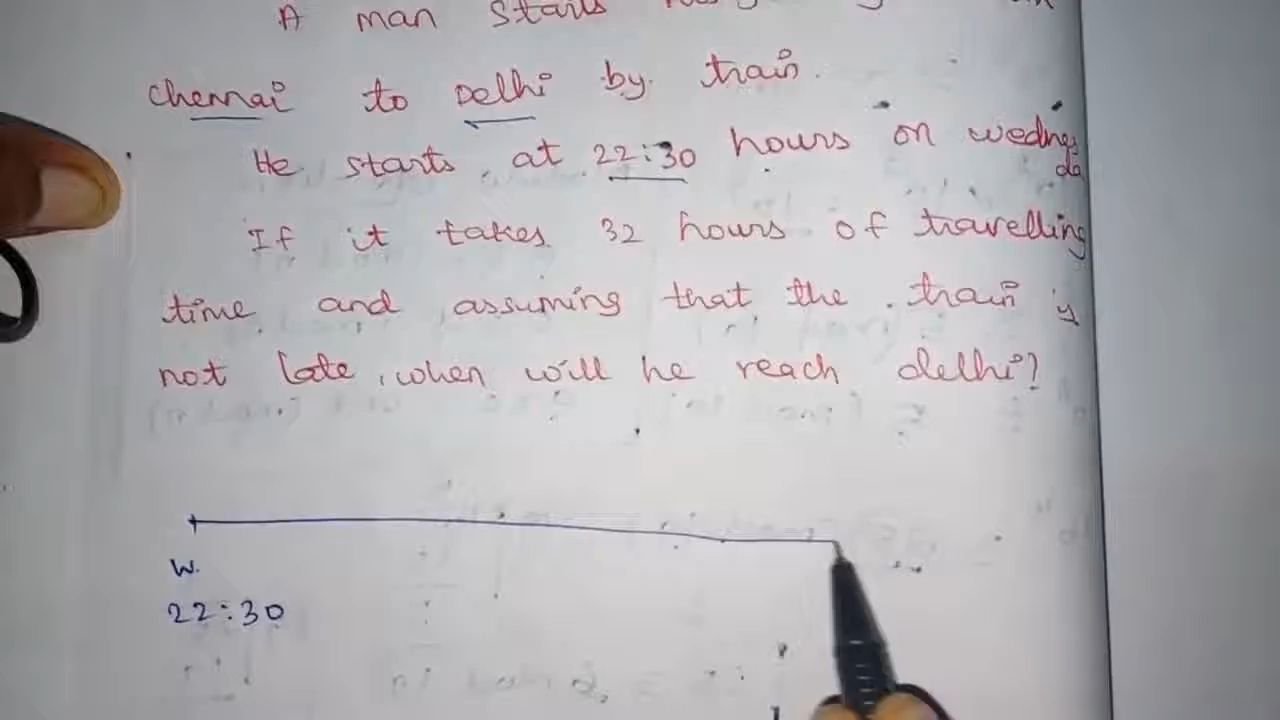 A man starts
Chennai to Delhi by train.
He starts at 22:30 hours on wednes
da
If it takes 32 hours of travelling
time and assuming that the train is
not late, when will he reach delhi?
W.
22:30